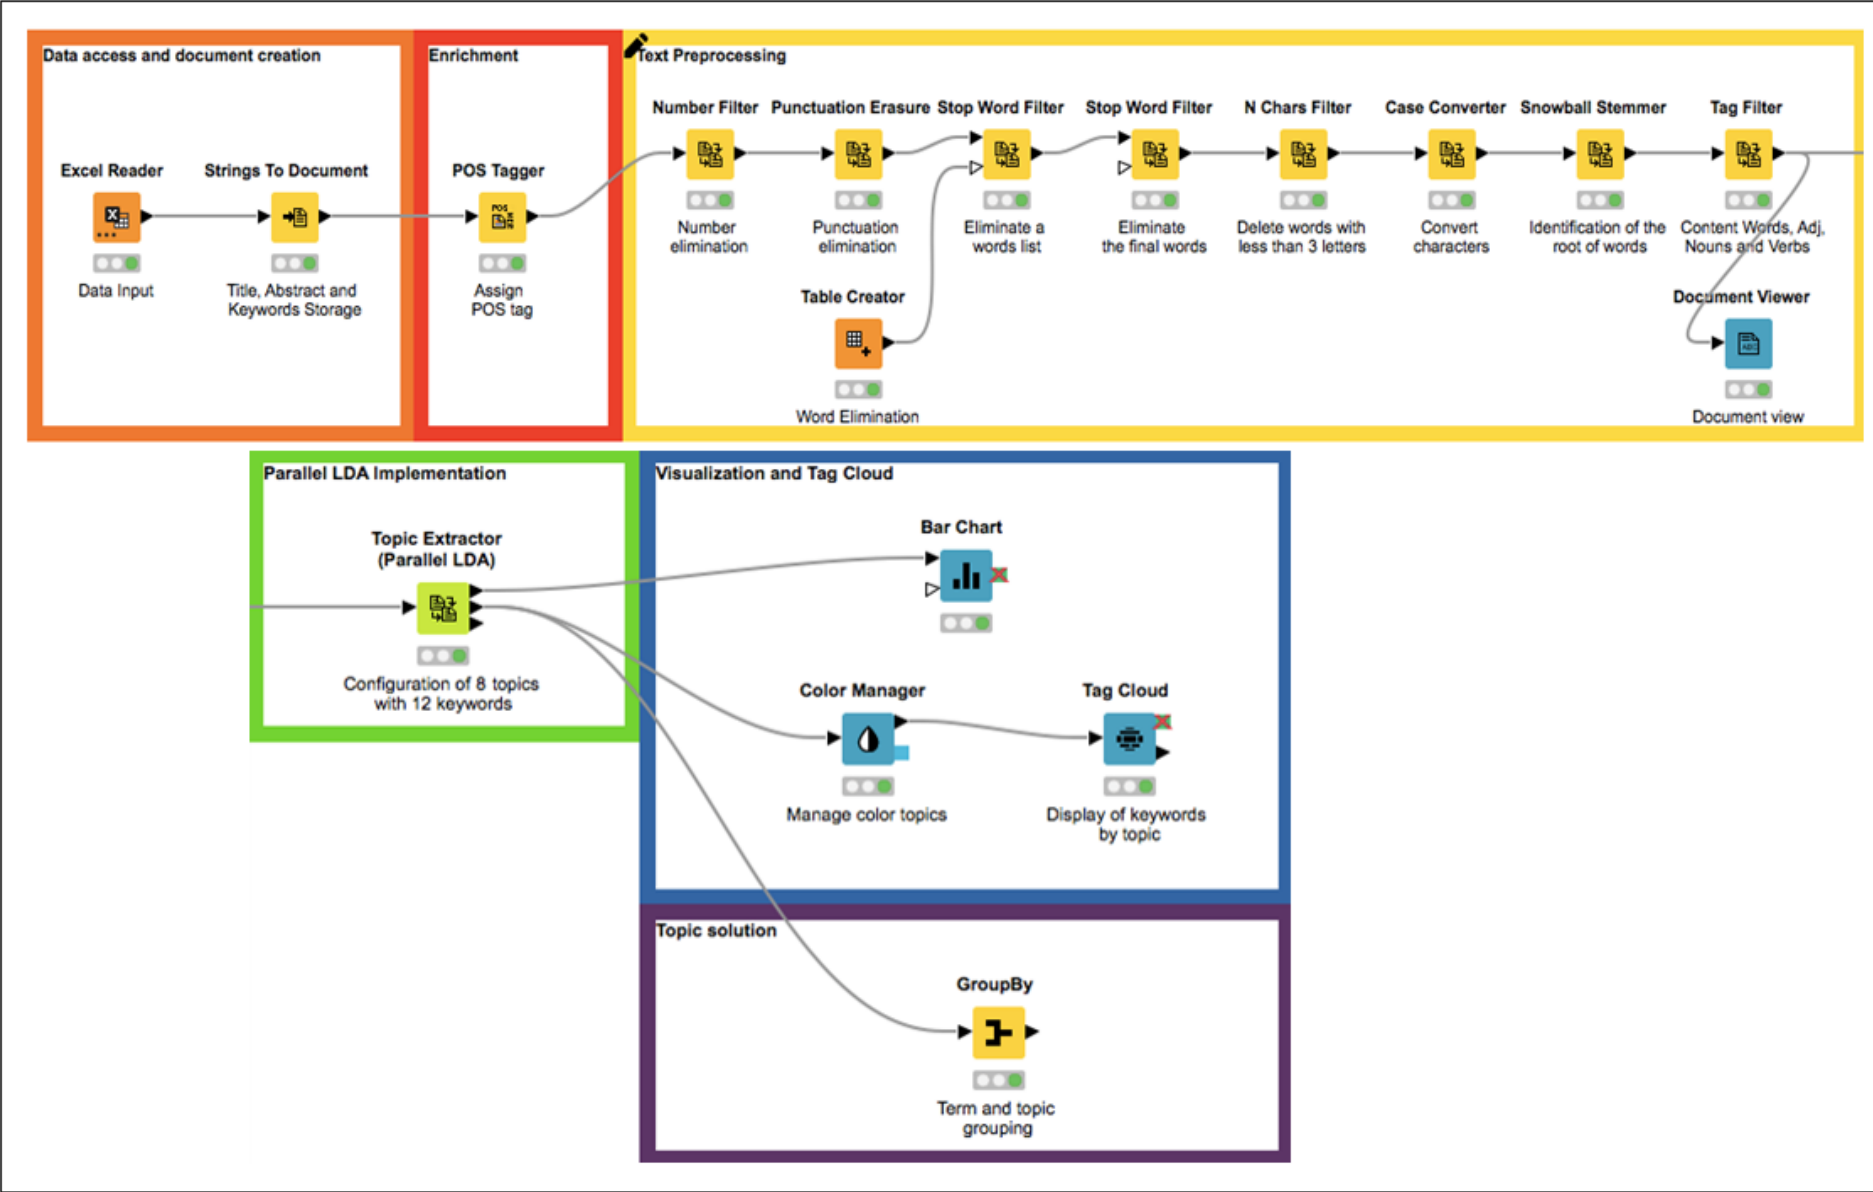 Data access and document creation
Excel Reader
Data Input
Strings To Document
Title, Abstract and
Keywords Storage
Enrichment
POS Tagger
POS
Assign
POS tag
Text Preprocessing
Number Filter
Number
elimination
Punctuation Erasure
Punctuation
elimination
Stop Word Filter
Eliminate a
words list
Stop Word Filter
Eliminate
the final words
N Chars Filter
Delete words with
less than 3 letters
Case Converter
Convert
characters
Snowball Stemmer
Identification of the
root of words
Tag Filter
Content Words, Adj,
Nouns and Verbs
Table Creator
Word Elimination
Document Viewer
ABC
Document view
Parallel LDA Implementation
Topic Extractor
(Parallel LDA)
Configuration of 8 topics
with 12 keywords
Visualization and Tag Cloud
Bar Chart
Color Manager
Manage color topics
Tag Cloud
Display of keywords
by topic
Topic solution
GroupBy
Term and topic
grouping